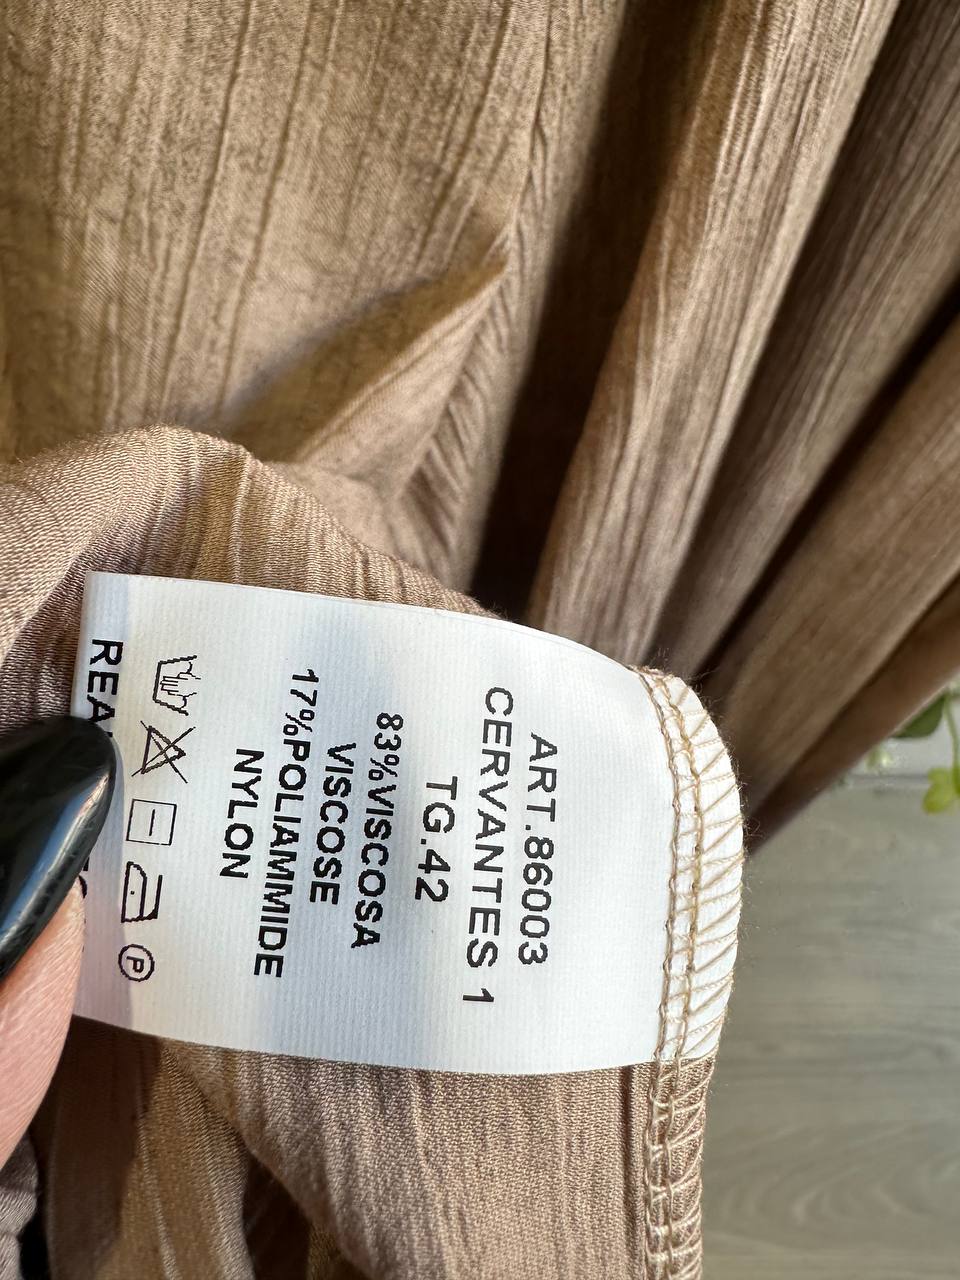 ART.86003
CERVANTES 1
TG.42
83%VISCOSA
VISCOSE
17%POLIAMMIDE
NYLON
P